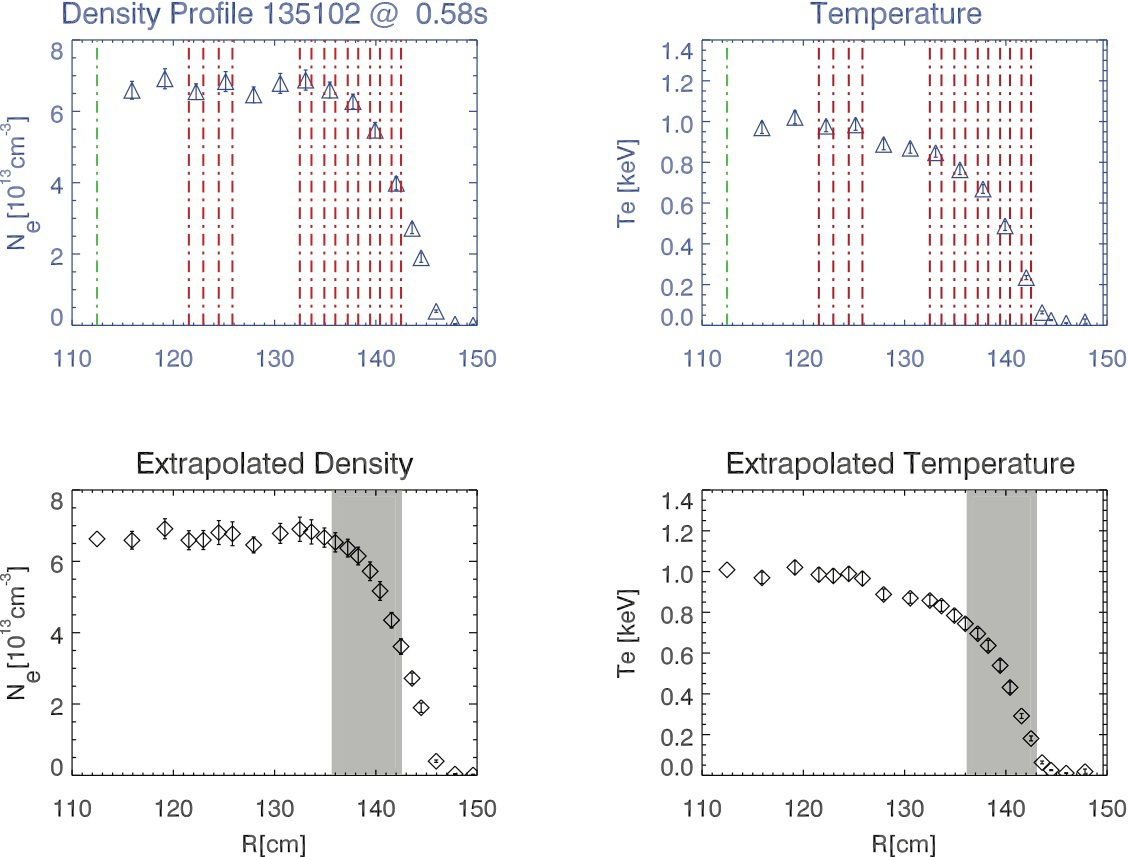 Density Profile 135102 @ 0.58s
8
6
4
2
0
N_e [10^13 cm^-3]
110 120 130 140 150
Temperature
1.4
1.2
1.0
0.8
0.6
0.4
0.2
0.0
Te [keV]
110 120 130 140 150
Extrapolated Density
8
6
4
2
0
N_e [10^13 cm^-3]
110 120 130 140 150
R[cm]
Extrapolated Temperature
1.4
1.2
1.0
0.8
0.6
0.4
0.2
0.0
Te [keV]
110 120 130 140 150
R[cm]